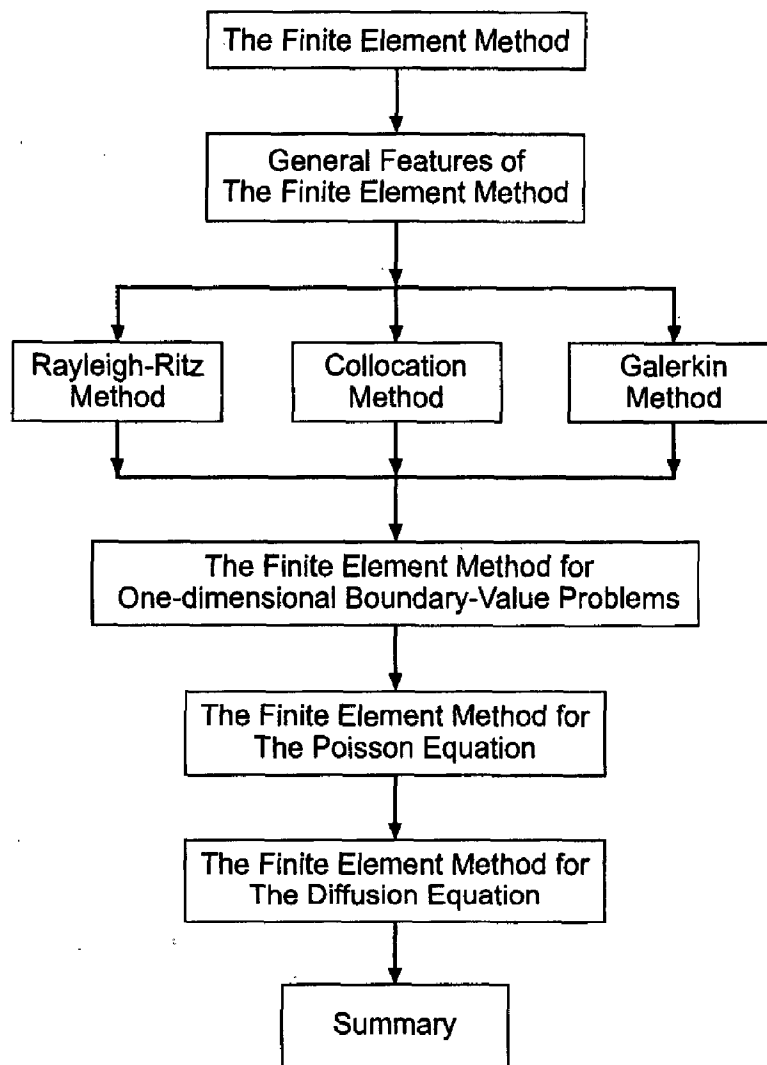 The Finite Element Method
General Features of
The Finite Element Method
Rayleigh-Ritz
Method
Collocation
Method
Galerkin
Method
The Finite Element Method for
One-dimensional Boundary-Value Problems
The Finite Element Method for
The Poisson Equation
The Finite Element Method for
The Diffusion Equation
Summary